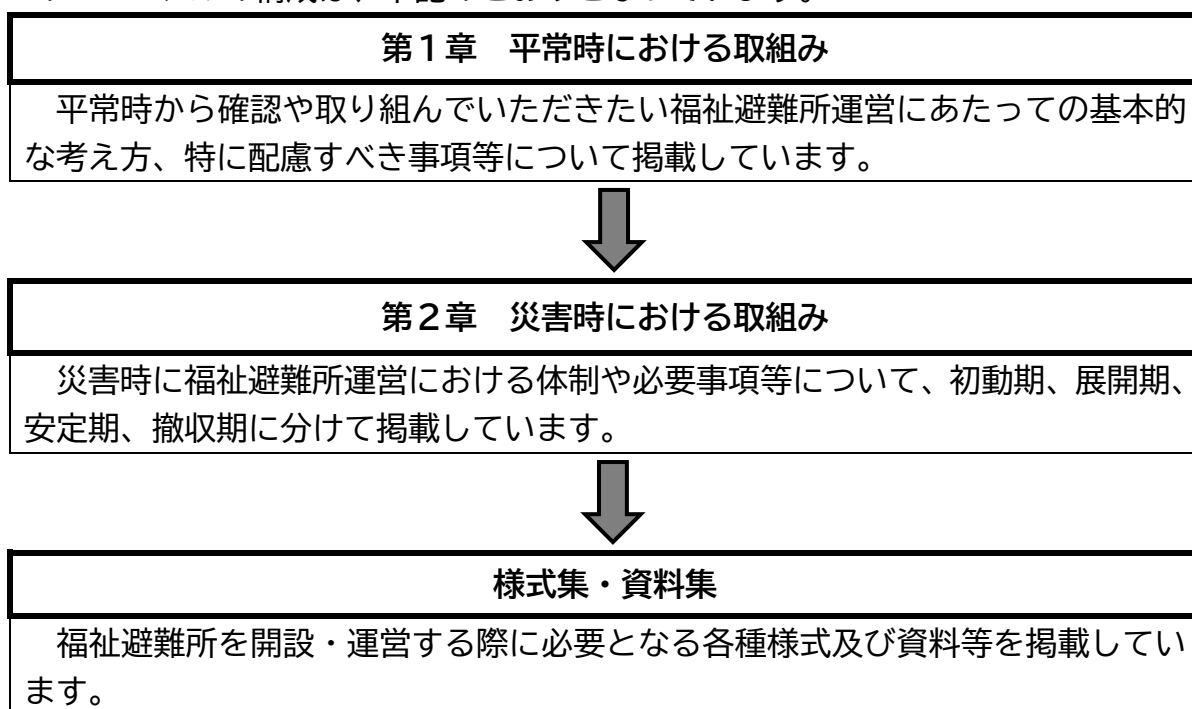 第1章 平常時における取組み
平常時から確認や取り組んでいただきたい福祉避難所運営にあたっての基本的
な考え方、特に配慮すべき事項等について掲載しています。
第2章 災害時における取組み
災害時に福祉避難所運営における体制や必要事項等について、初動期、展開期、
安定期、撤収期に分けて掲載しています。
様式集・資料集
福祉避難所を開設・運営する際に必要となる各種様式及び資料等を掲載してい
ます。